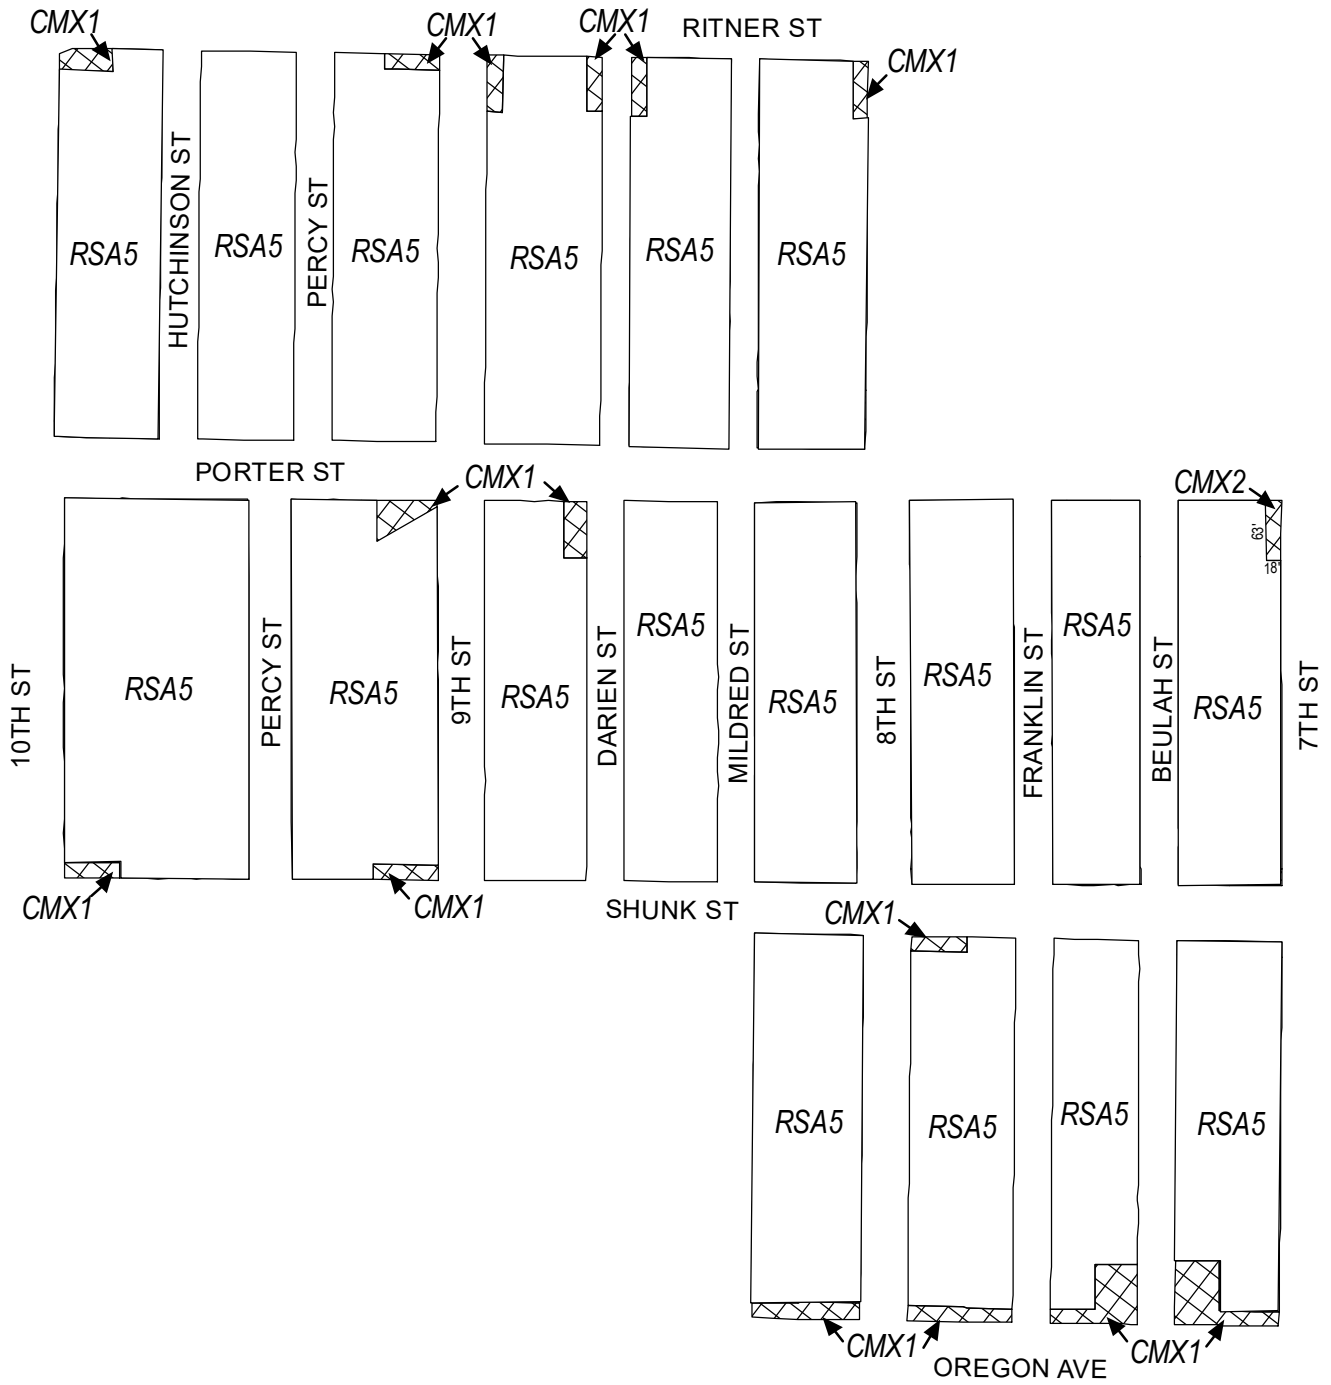 CMX1
CMX1
CMX1
RITNER ST
CMX1
HUTCHINSON ST
PERCY ST
RSA5
RSA5
RSA5
RSA5
RSA5
RSA5
PORTER ST
CMX1
CMX2
63'
18'
RSA5
RSA5
10TH ST
RSA5
PERCY ST
RSA5
9TH ST
RSA5
DARIEN ST
MILDRED ST
RSA5
8TH ST
RSA5
FRANKLIN ST
BEULAH ST
RSA5
7TH ST
CMX1
CMX1
SHUNK ST
CMX1
RSA5
RSA5
RSA5
RSA5
CMX1
CMX1
OREGON AVE